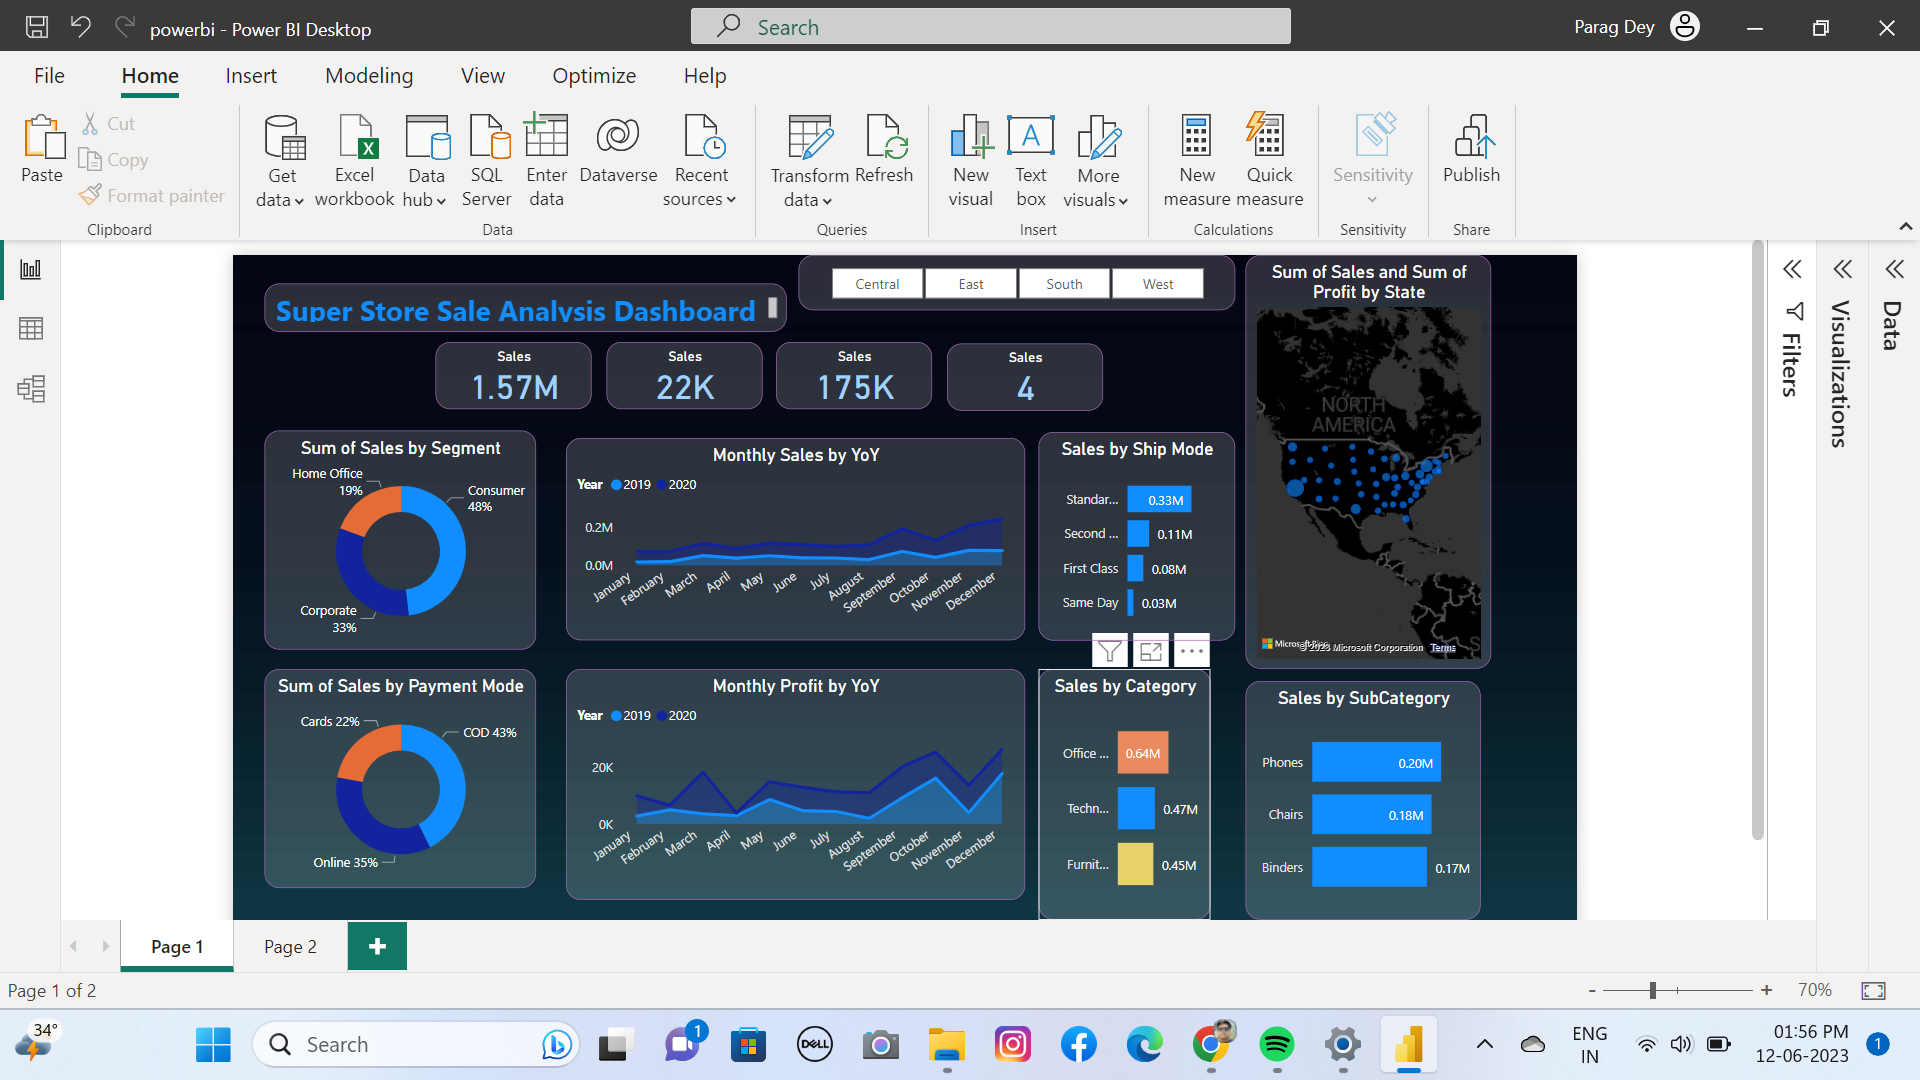 powerbi - Power BI Desktop
Search
Parag Dey
File
Home
Insert
Modeling
View
Optimize
Help
Paste
Cut
Copy
Format painter
Clipboard
Get data
Excel workbook
Data hub
SQL Server
Enter data
Dataverse
Recent sources
Data
Transform data
Refresh
Queries
New visual
A
Text box
More visuals
Insert
New measure
Quick measure
Calculations
Sensitivity
Sensitivity
Publish
Share
Super Store Sale Analysis Dashboard
Central
East
South
West
Sales
1.57M
Sales
22K
Sales
175K
Sales
4
Sum of Sales by Segment
Home Office
19%
Consumer
48%
Corporate
33%
Monthly Sales by YoY
Year 2019 2020
0.2M
0.0M
January
February
March
April
May
June
July
August
September
October
November
December
Sales by Ship Mode
Standar... 0.33M
Second ... 0.11M
First Class 0.08M
Same Day 0.03M
Sum of Sales and Sum of
Profit by State
NORTH
AMERICA
© 2023 Microsoft Corporation Terms
Sum of Sales by Payment Mode
Cards 22%
COD 43%
Online 35%
Monthly Profit by YoY
Year 2019 2020
20K
0K
January
February
March
April
May
June
July
August
September
October
November
December
Sales by Category
Office ... 0.64M
Techn... 0.47M
Furnit... 0.45M
Sales by SubCategory
Phones 0.20M
Chairs 0.18M
Binders 0.17M
Filters
Visualizations
Data
Page 1
Page 2
+
Page 1 of 2
- + 70%
34°
Search
1
DELL
ENG
IN
01:56 PM
12-06-2023
1